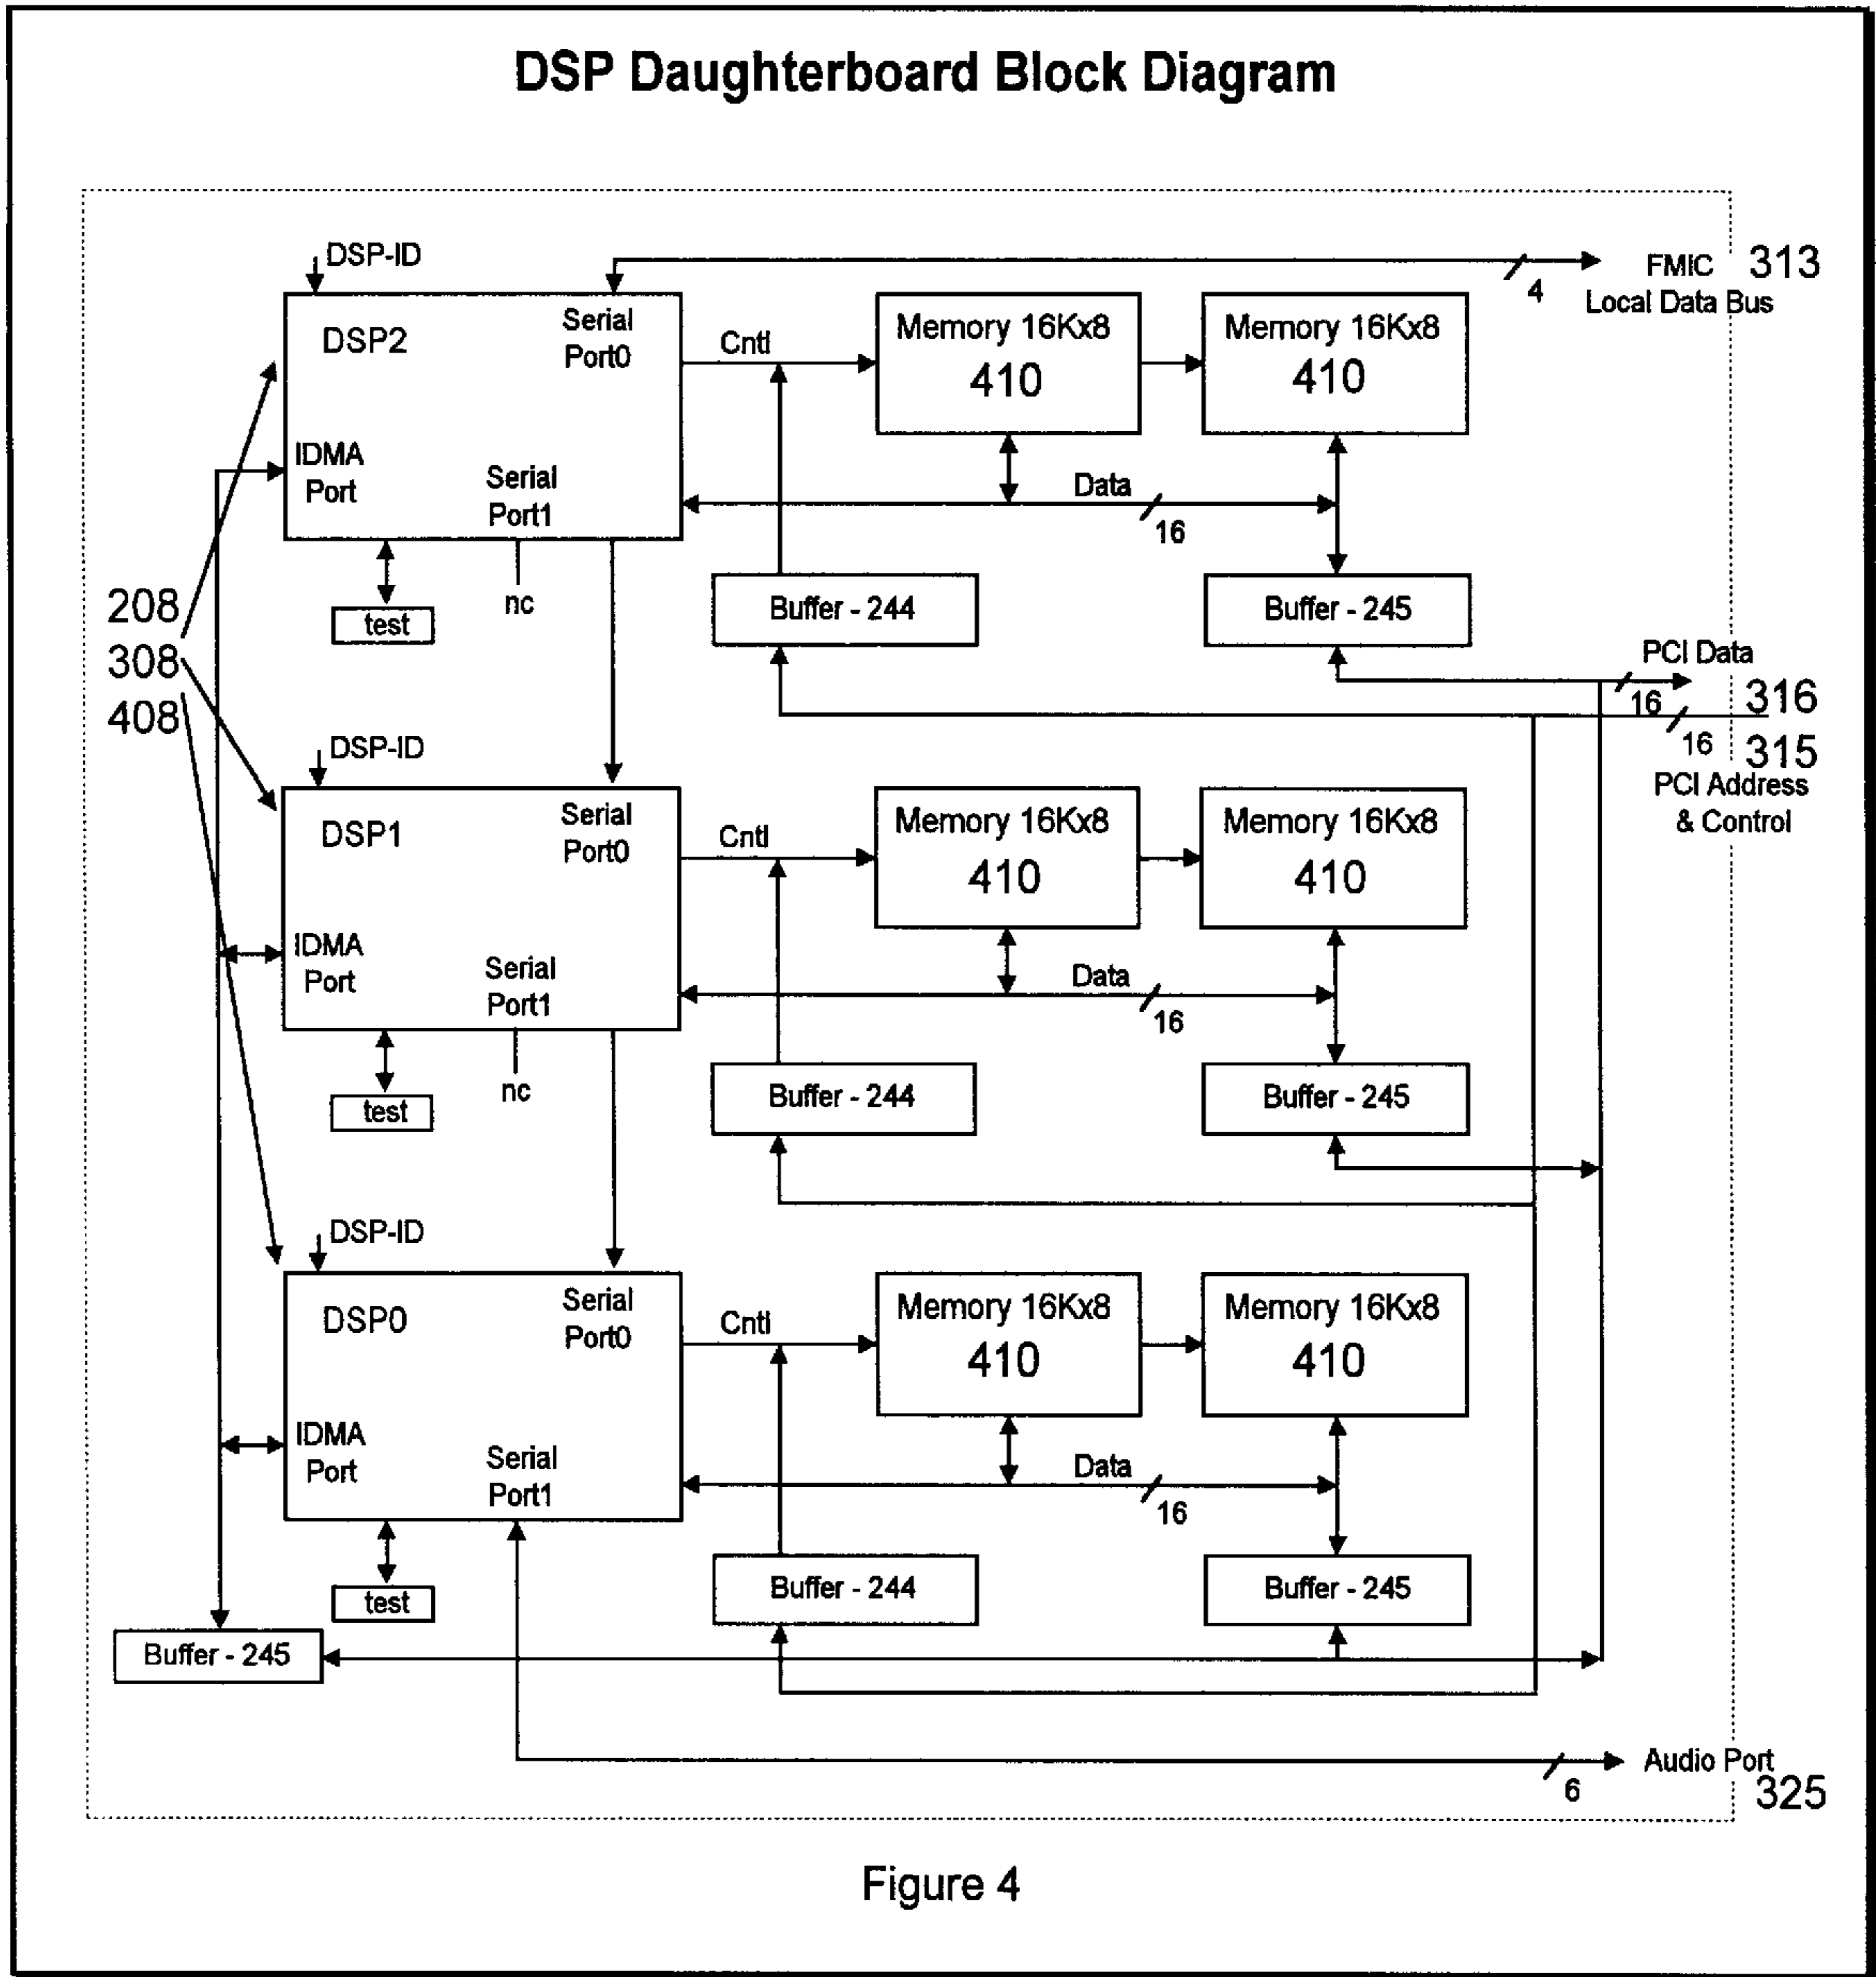 DSP Daughterboard Block Diagram
DSP-ID
FMIC 313
4
Local Data Bus
DSP2
Serial
Port0
Cntl
Memory 16Kx8
410
Memory 16Kx8
410
IDMA
Port
Serial
Port1
Data
16
nc
test
Buffer - 244
Buffer - 245
208
308
408
PCI Data
16
316
16
315
PCI Address
& Control
DSP-ID
DSP1
Serial
Port0
Cntl
Memory 16Kx8
410
Memory 16Kx8
410
IDMA
Port
Serial
Port1
Data
16
nc
test
Buffer - 244
Buffer - 245
DSP-ID
DSP0
Serial
Port0
Cntl
Memory 16Kx8
410
Memory 16Kx8
410
IDMA
Port
Serial
Port1
Data
16
test
Buffer - 244
Buffer - 245
Buffer - 245
Audio Port
6
325
Figure 4